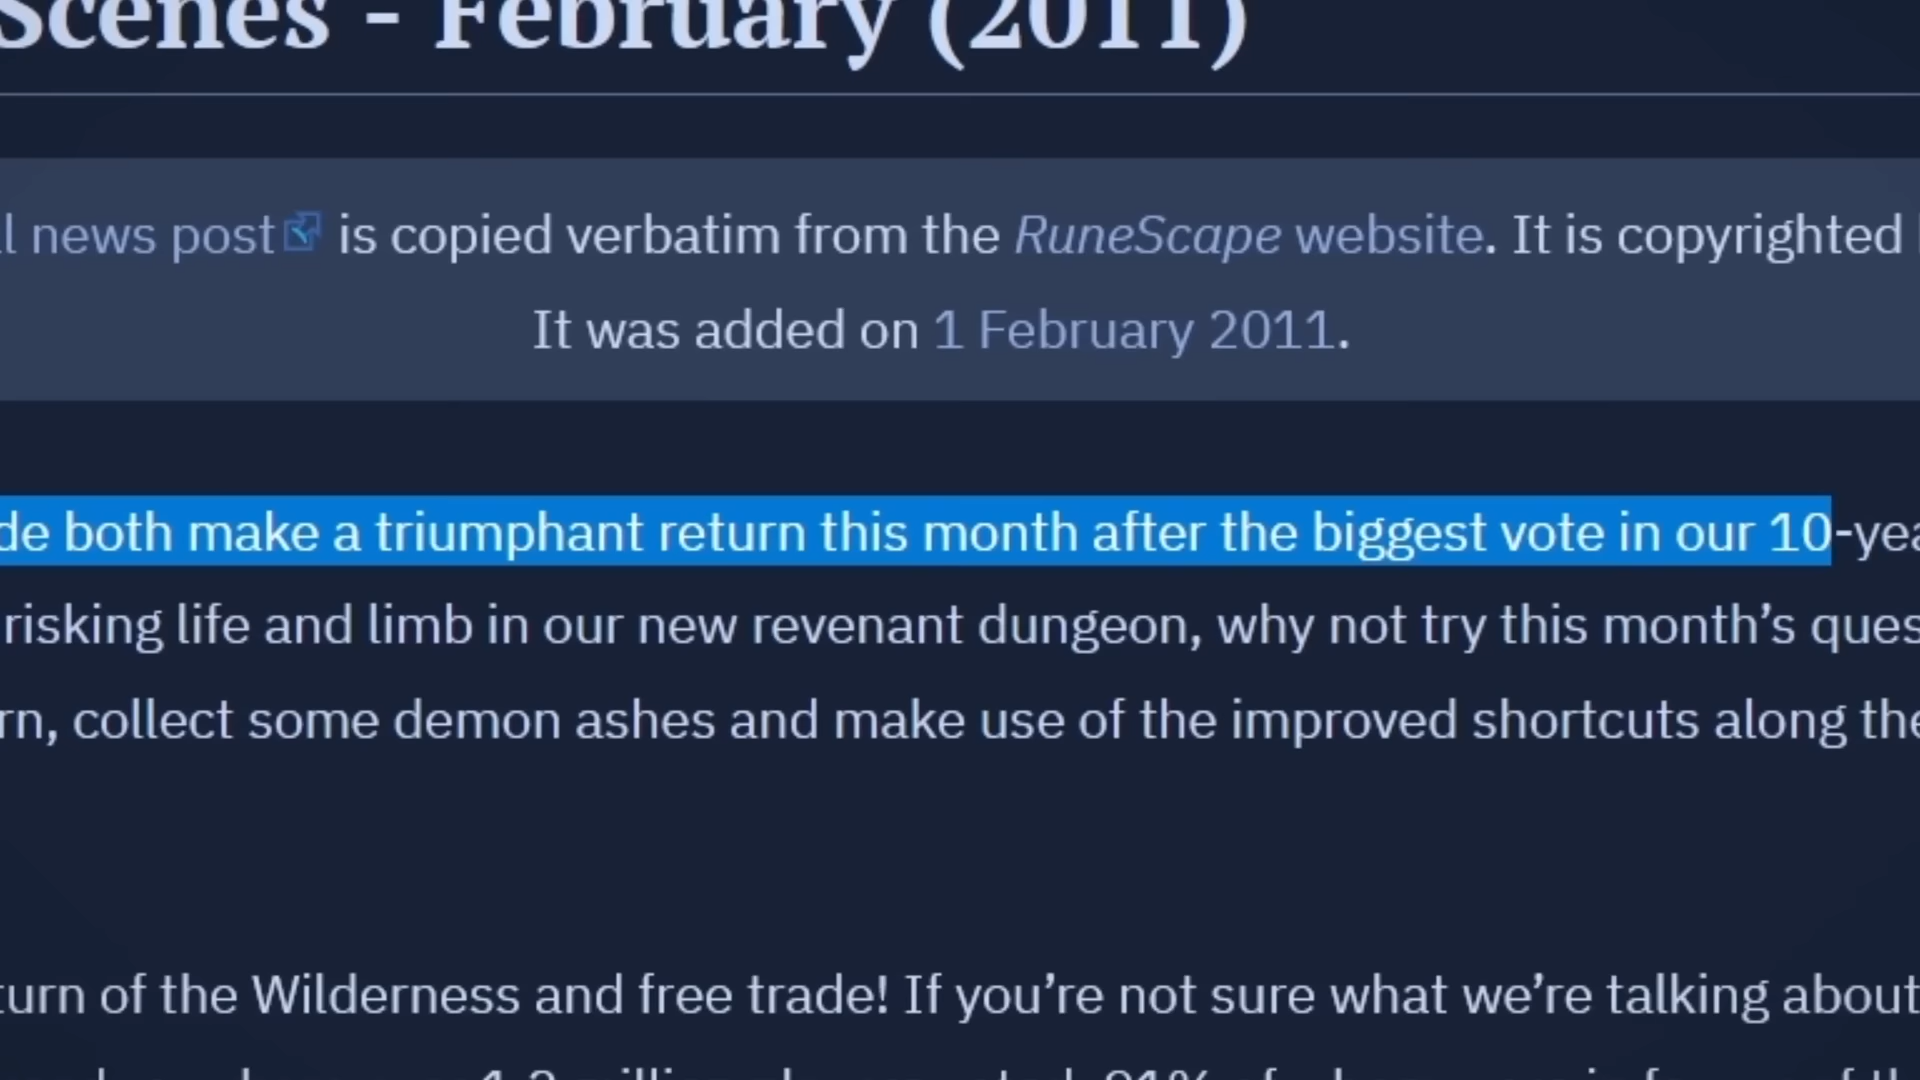 Scenes - February (2011)
l news post is copied verbatim from the RuneScape website. It is copyrighted
It was added on 1 February 2011.
de both make a triumphant return this month after the biggest vote in our 10-yea
risking life and limb in our new revenant dungeon, why not try this month’s ques
rn, collect some demon ashes and make use of the improved shortcuts along the
turn of the Wilderness and free trade! If you’re not sure what we’re talking about